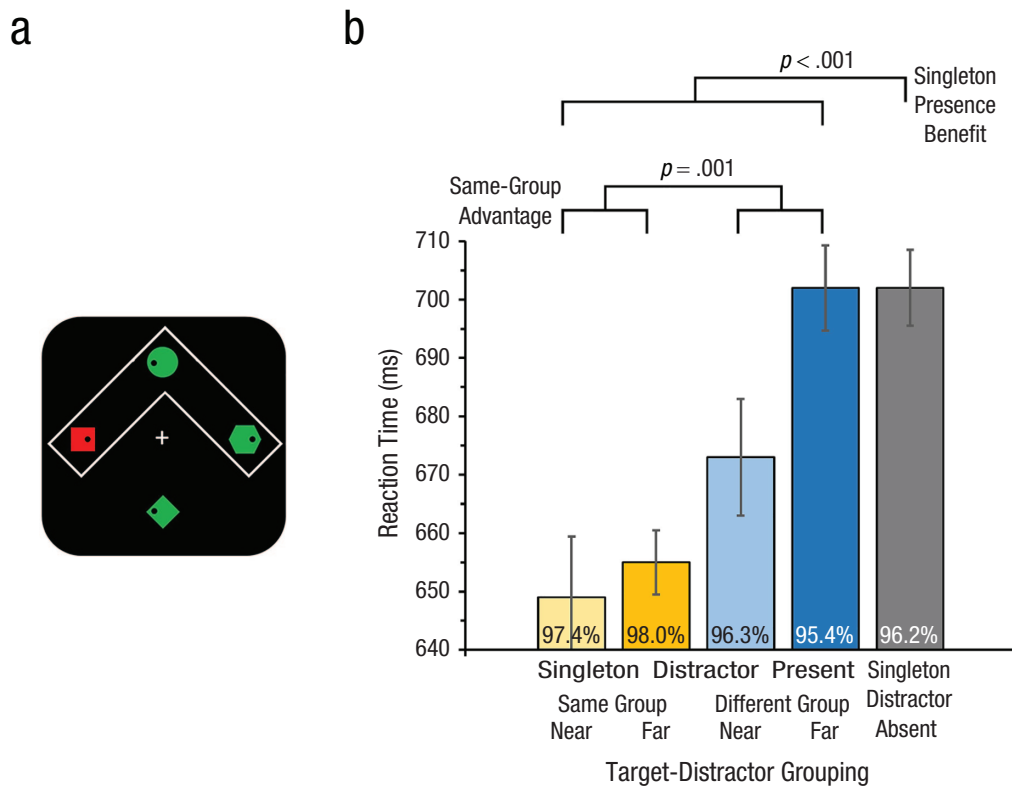 a
b
p < .001
Singleton
Presence
Benefit
p = .001
Same-Group
Advantage
710
700
690
680
670
660
650
640
Reaction Time (ms)
97.4%
98.0%
96.3%
95.4%
96.2%
Singleton Distractor Present
Singleton
Distractor
Absent
Same Group
Different Group
Near
Far
Near
Far
Target-Distractor Grouping